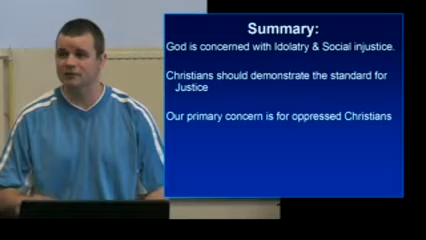 Summary:
God is concerned with Idolatry & Social injustice.
Christians should demonstrate the standard for
Justice
Our primary concern is for oppressed Christians